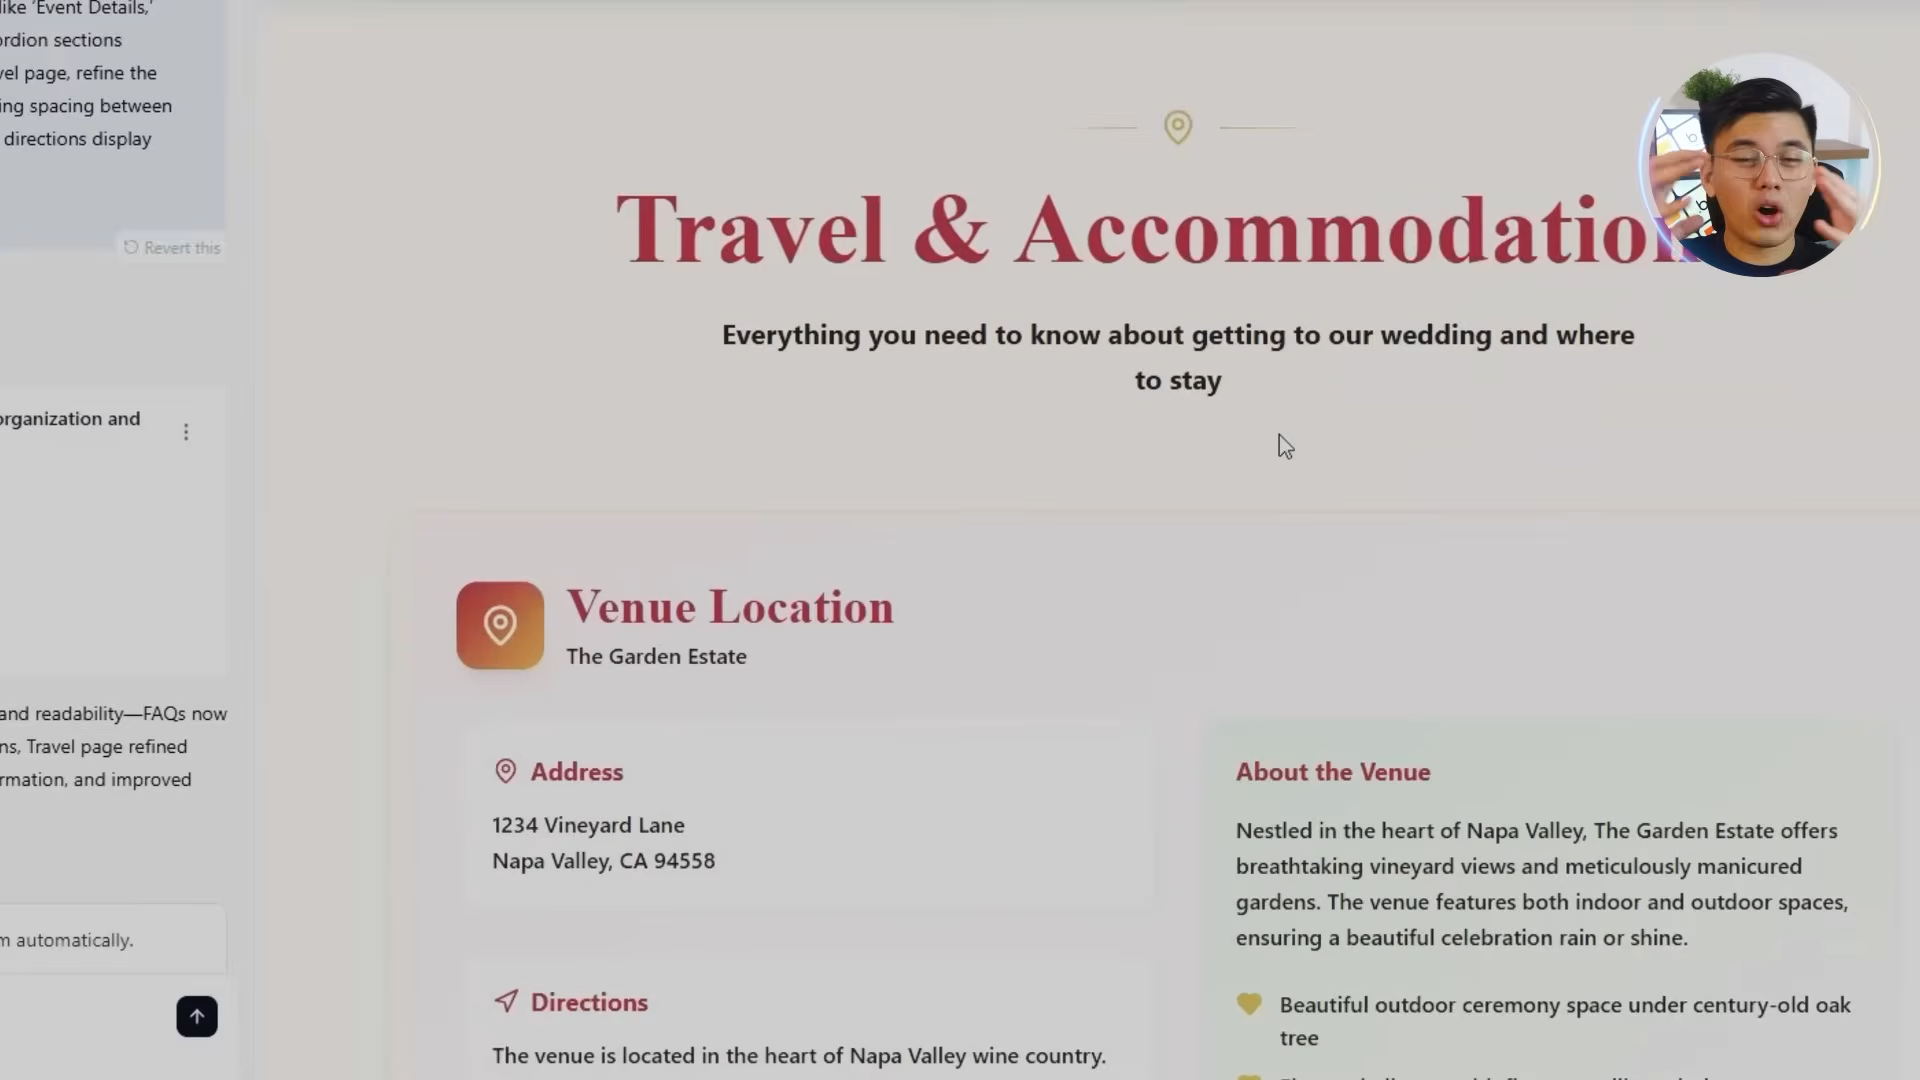 like ‘Event Details,’
ordion sections
vel page, refine the
ing spacing between
directions display
Revert this
organization and
and readability—FAQs now
ns, Travel page refined
rmation, and improved
m automatically.
Travel & Accommodation
Everything you need to know about getting to our wedding and where
to stay
Venue Location
The Garden Estate
Address
1234 Vineyard Lane
Napa Valley, CA 94558
Directions
The venue is located in the heart of Napa Valley wine country.
About the Venue
Nestled in the heart of Napa Valley, The Garden Estate offers
breathtaking vineyard views and meticulously manicured
gardens. The venue features both indoor and outdoor spaces,
ensuring a beautiful celebration rain or shine.
Beautiful outdoor ceremony space under century-old oak
tree